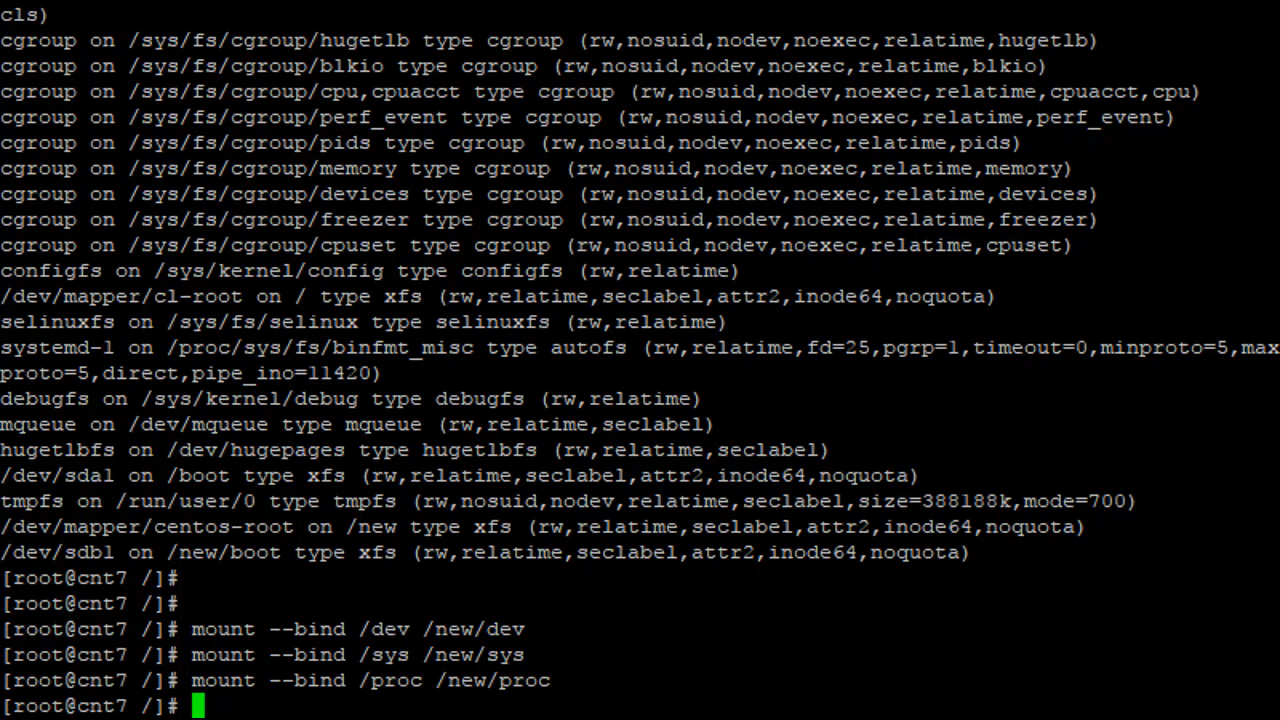 cls)
cgroup on /sys/fs/cgroup/hugetlb type cgroup (rw,nosuid,nodev,noexec,relatime,hugetlb)
cgroup on /sys/fs/cgroup/blkio type cgroup (rw,nosuid,nodev,noexec,relatime,blkio)
cgroup on /sys/fs/cgroup/cpu,cpuacct type cgroup (rw,nosuid,nodev,noexec,relatime,cpuacct,cpu)
cgroup on /sys/fs/cgroup/perf_event type cgroup (rw,nosuid,nodev,noexec,relatime,perf_event)
cgroup on /sys/fs/cgroup/pids type cgroup (rw,nosuid,nodev,noexec,relatime,pids)
cgroup on /sys/fs/cgroup/memory type cgroup (rw,nosuid,nodev,noexec,relatime,memory)
cgroup on /sys/fs/cgroup/devices type cgroup (rw,nosuid,nodev,noexec,relatime,devices)
cgroup on /sys/fs/cgroup/freezer type cgroup (rw,nosuid,nodev,noexec,relatime,freezer)
cgroup on /sys/fs/cgroup/cpuset type cgroup (rw,nosuid,nodev,noexec,relatime,cpuset)
configfs on /sys/kernel/config type configfs (rw,relatime)
/dev/mapper/cl-root on / type xfs (rw,relatime,seclabel,attr2,inode64,noquota)
selinuxfs on /sys/fs/selinux type selinuxfs (rw,relatime)
systemd-1 on /proc/sys/fs/binfmt_misc type autofs (rw,relatime,fd=25,pgrp=1,timeout=0,minproto=5,max
proto=5,direct,pipe_ino=11420)
debugfs on /sys/kernel/debug type debugfs (rw,relatime)
mqueue on /dev/mqueue type mqueue (rw,relatime,seclabel)
hugetlbfs on /dev/hugepages type hugetlbfs (rw,relatime,seclabel)
/dev/sda1 on /boot type xfs (rw,relatime,seclabel,attr2,inode64,noquota)
tmpfs on /run/user/0 type tmpfs (rw,nosuid,nodev,relatime,seclabel,size=388188k,mode=700)
/dev/mapper/centos-root on /new type xfs (rw,relatime,seclabel,attr2,inode64,noquota)
/dev/sdb1 on /new/boot type xfs (rw,relatime,seclabel,attr2,inode64,noquota)
[root@cnt7 /]#
[root@cnt7 /]#
[root@cnt7 /]# mount --bind /dev /new/dev
[root@cnt7 /]# mount --bind /sys /new/sys
[root@cnt7 /]# mount --bind /proc /new/proc
[root@cnt7 /]#